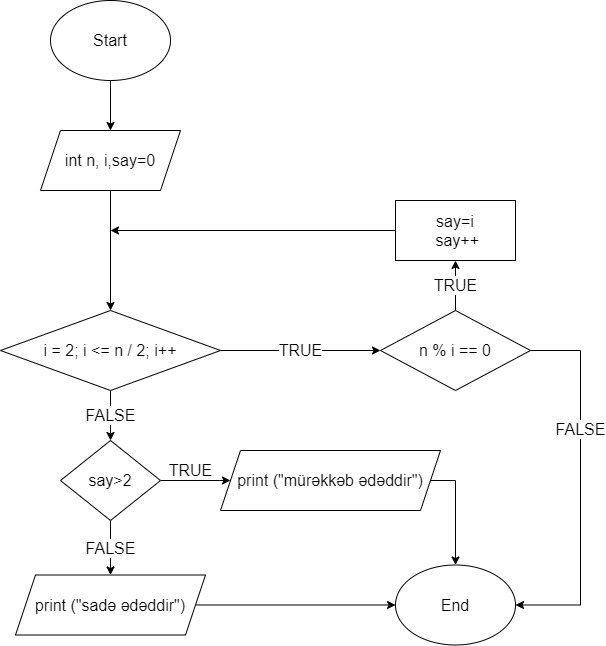 Start
int n, i,say=0
say=i
say++
TRUE
i = 2; i <= n / 2; i++
TRUE
n % i == 0
FALSE
FALSE
say>2
TRUE
print ("mürəkkəb ədəddir")
FALSE
print ("sadə ədəddir")
End